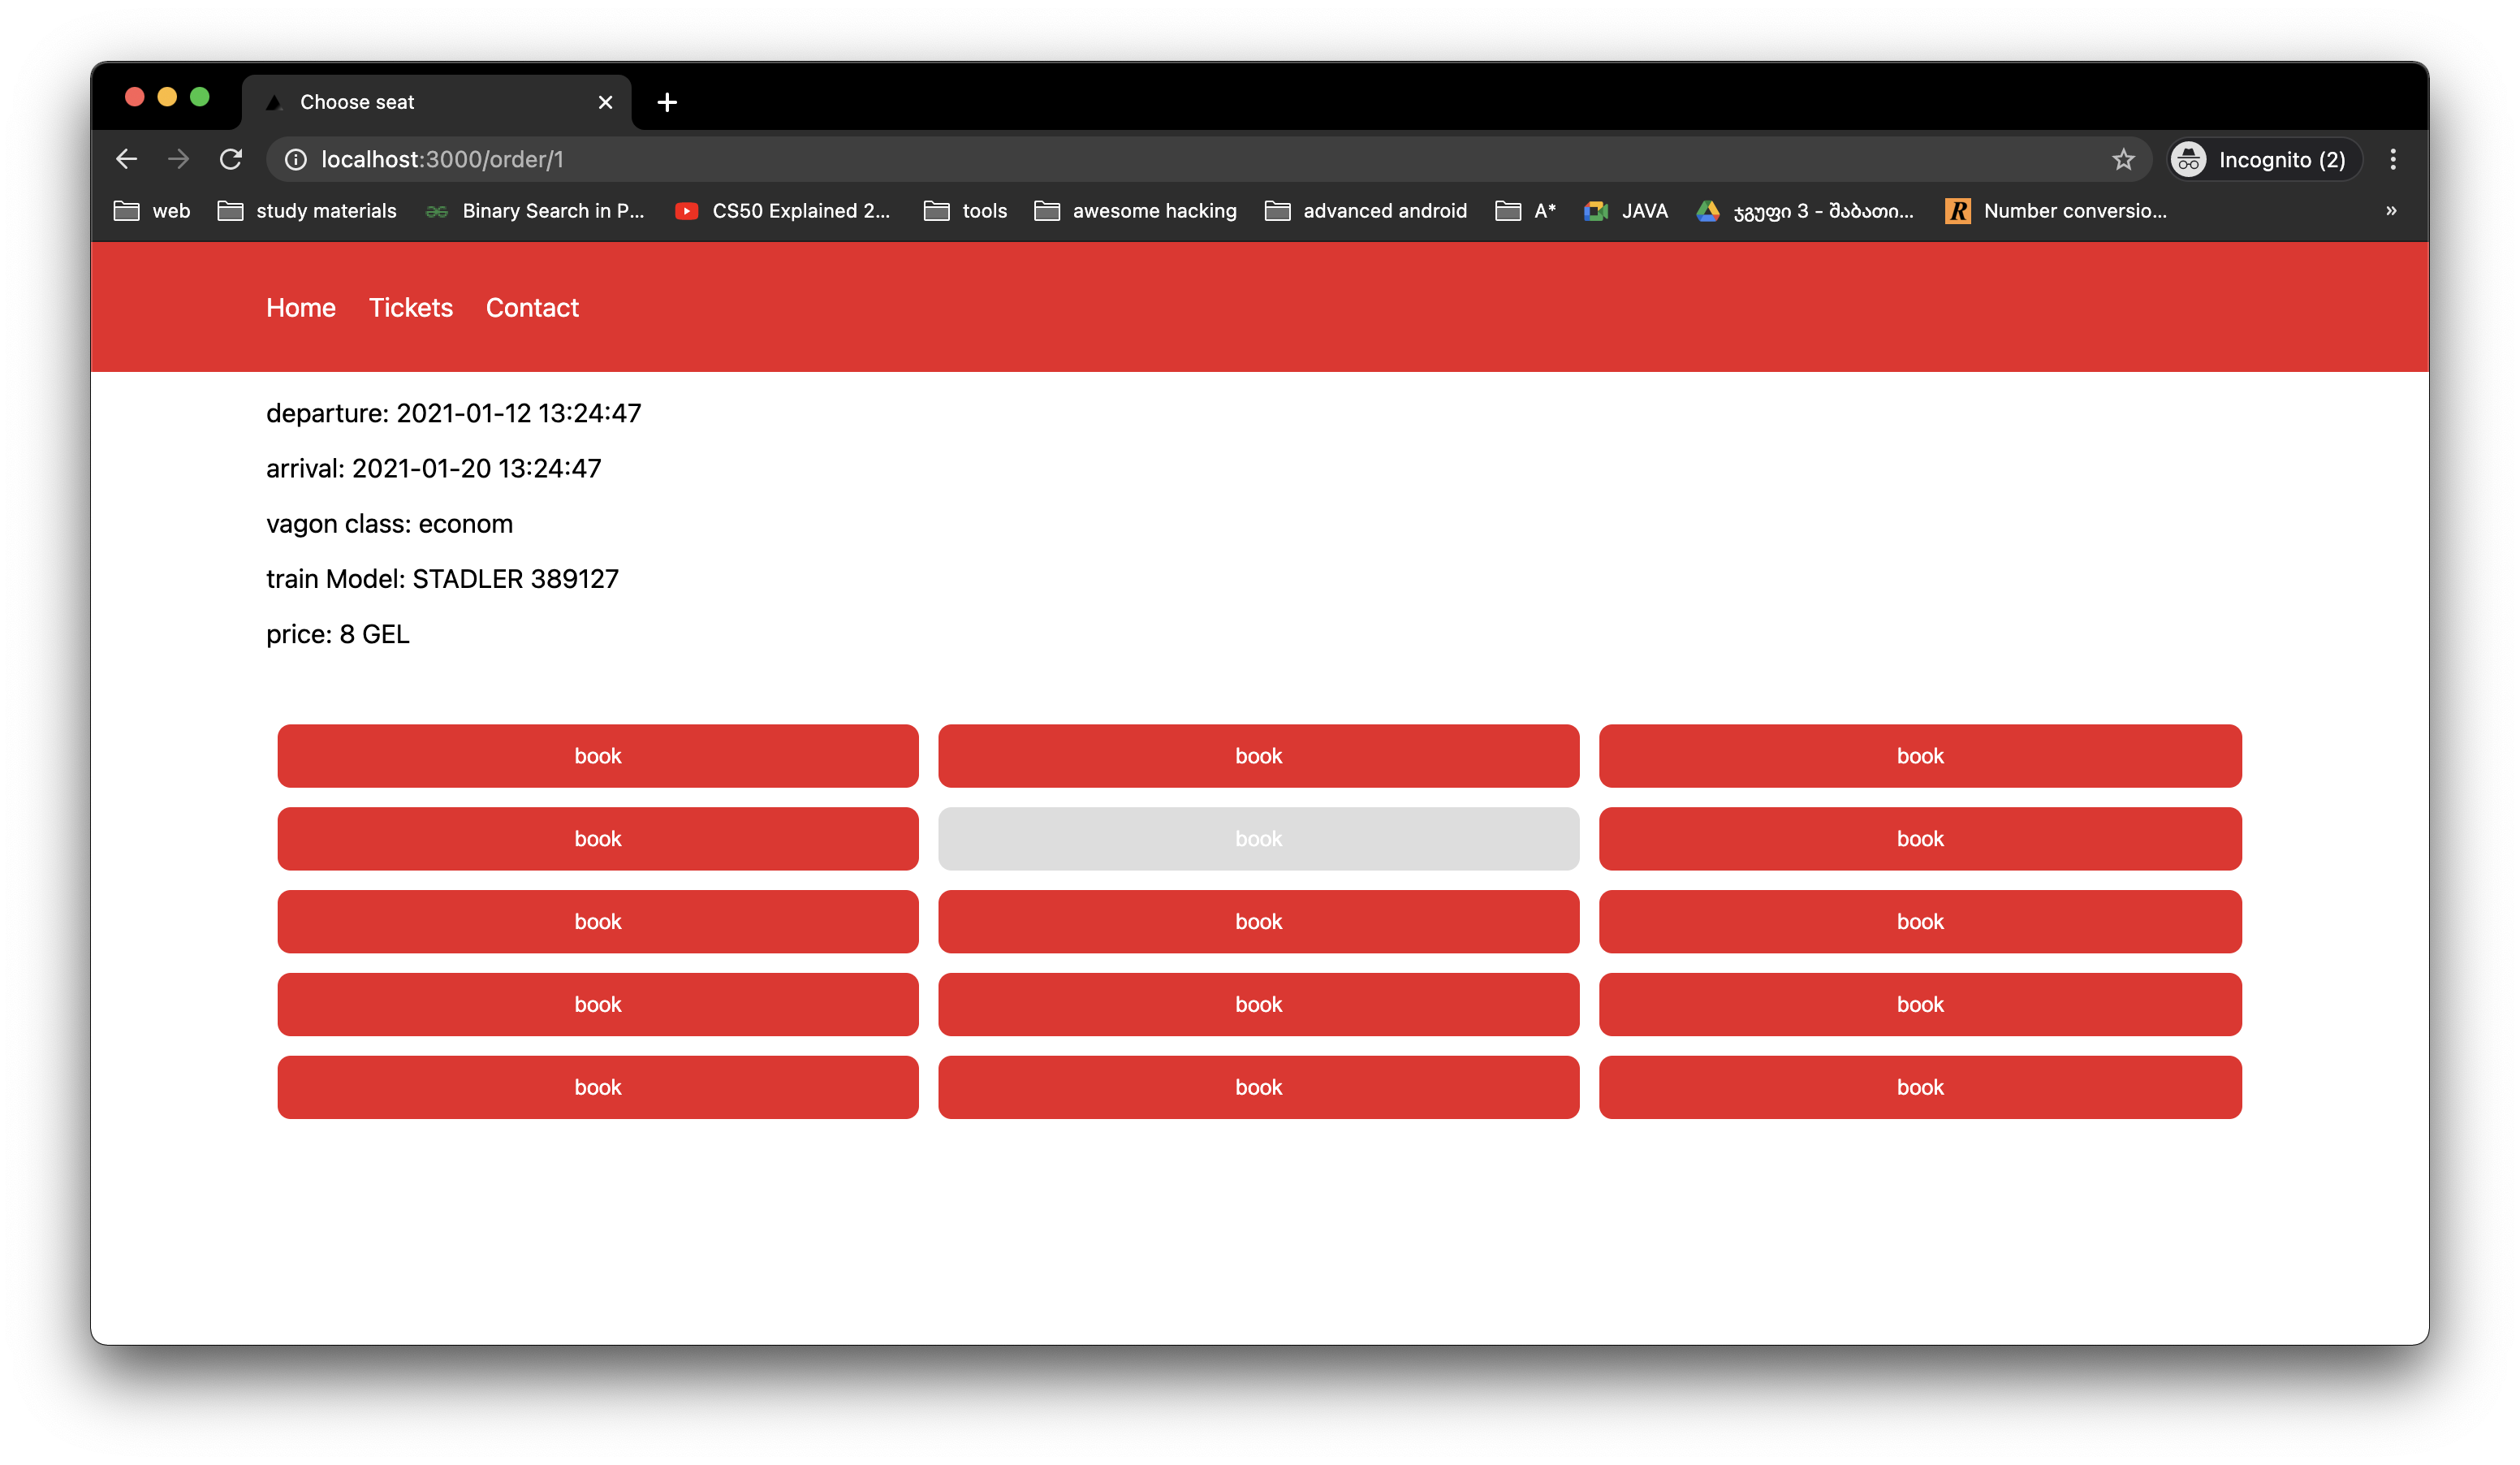 Choose seat
localhost:3000/order/1
Incognito (2)
web study materials Binary Search in P... CS50 Explained 2... tools awesome hacking advanced android A* JAVA ჯგუფი 3 - შაბათი... Number conversio... »
Home Tickets Contact
departure: 2021-01-12 13:24:47
arrival: 2021-01-20 13:24:47
vagon class: econom
train Model: STADLER 389127
price: 8 GEL
book book book
book book book
book book book
book book book
book book book